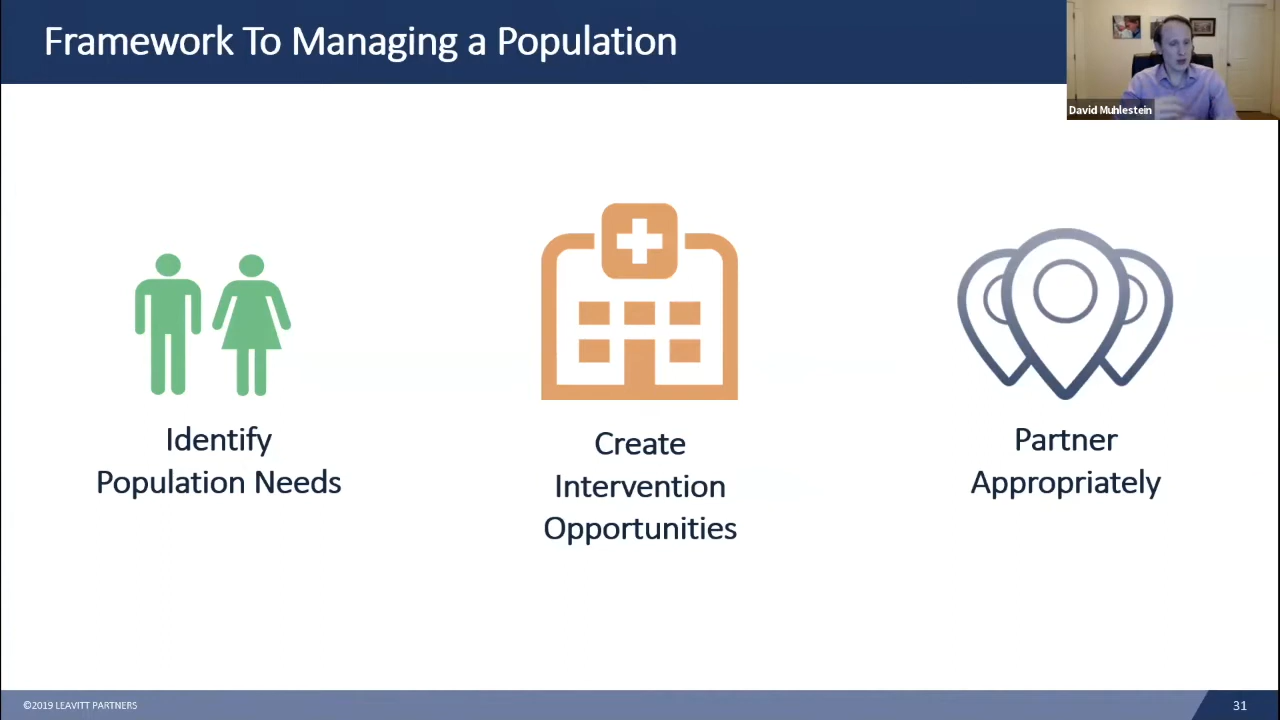 Framework To Managing a Population
David Muhlestein
Identify
Population Needs
Create
Intervention
Opportunities
Partner
Appropriately
©2019 LEAVITT PARTNERS
31